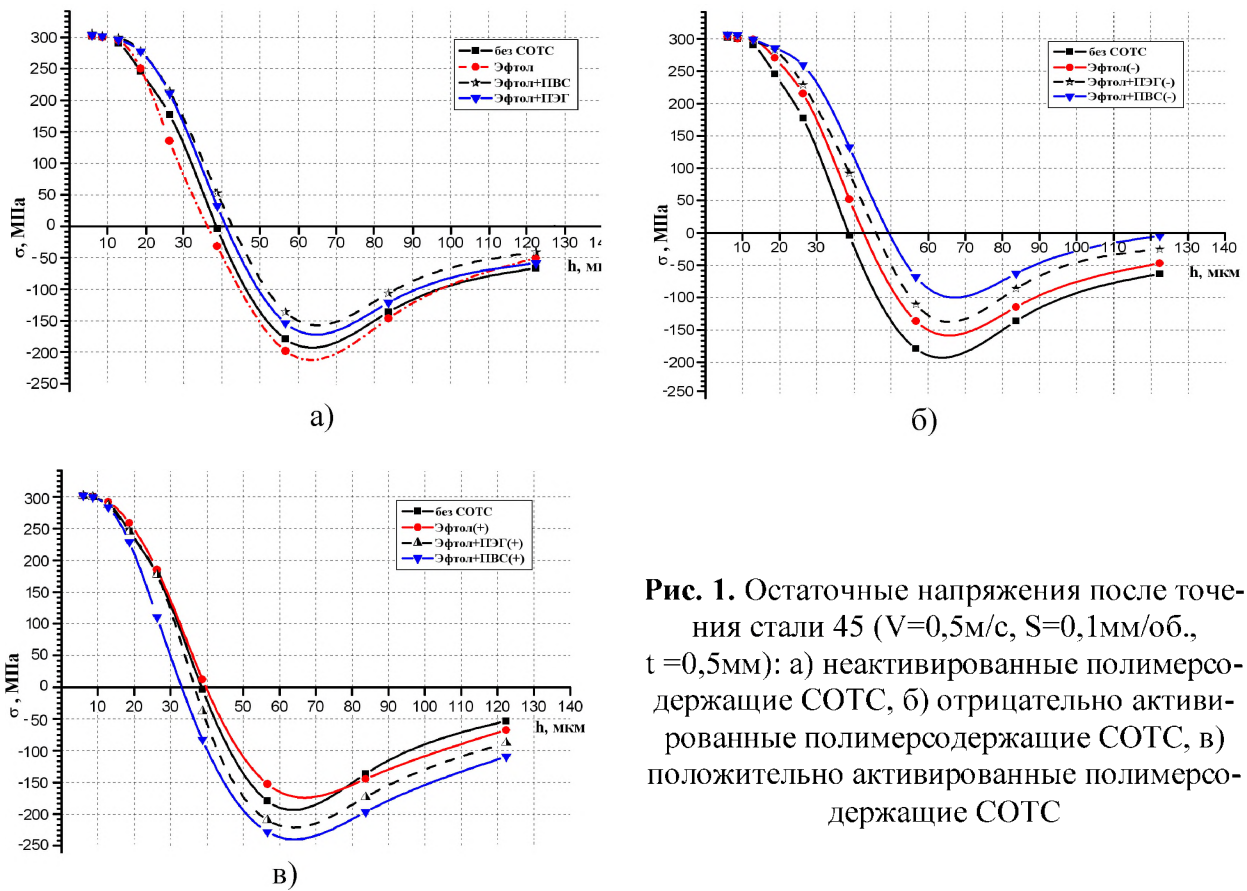 300
250
200
150
100
50
0
-50
-100
-150
-200
-250
σ, МПа
10 20 30 40 50 60 70 80 90 100 110 120 130
h, мк
без СОТС
Эфтол
Эфтол+ПВС
Эфтол+ПЭГ
а)
300
250
200
150
100
50
0
-50
-100
-150
-200
-250
σ, МПа
10 20 30 40 50 60 70 80 90 100 110 120 130 140
h, мкм
без СОТС
Эфтол(-)
Эфтол+ПЭГ(-)
Эфтол+ПВС(-)
б)
300
250
200
150
100
50
0
-50
-100
-150
-200
-250
σ, МПа
10 20 30 40 50 60 70 80 90 100 110 120 130 140
h, мкм
без СОТС
Эфтол(+)
Эфтол+ПЭГ(+)
Эфтол+ПВС(+)
в)
Рис. 1. Остаточные напряжения после точе-
ния стали 45 (V=0,5м/с, S=0,1мм/об.,
t =0,5мм): а) неактивированные полимерсо-
держащие СОТС, б) отрицательно активи-
рованные полимерсодержащие СОТС, в)
положительно активированные полимерсо-
держащие СОТС